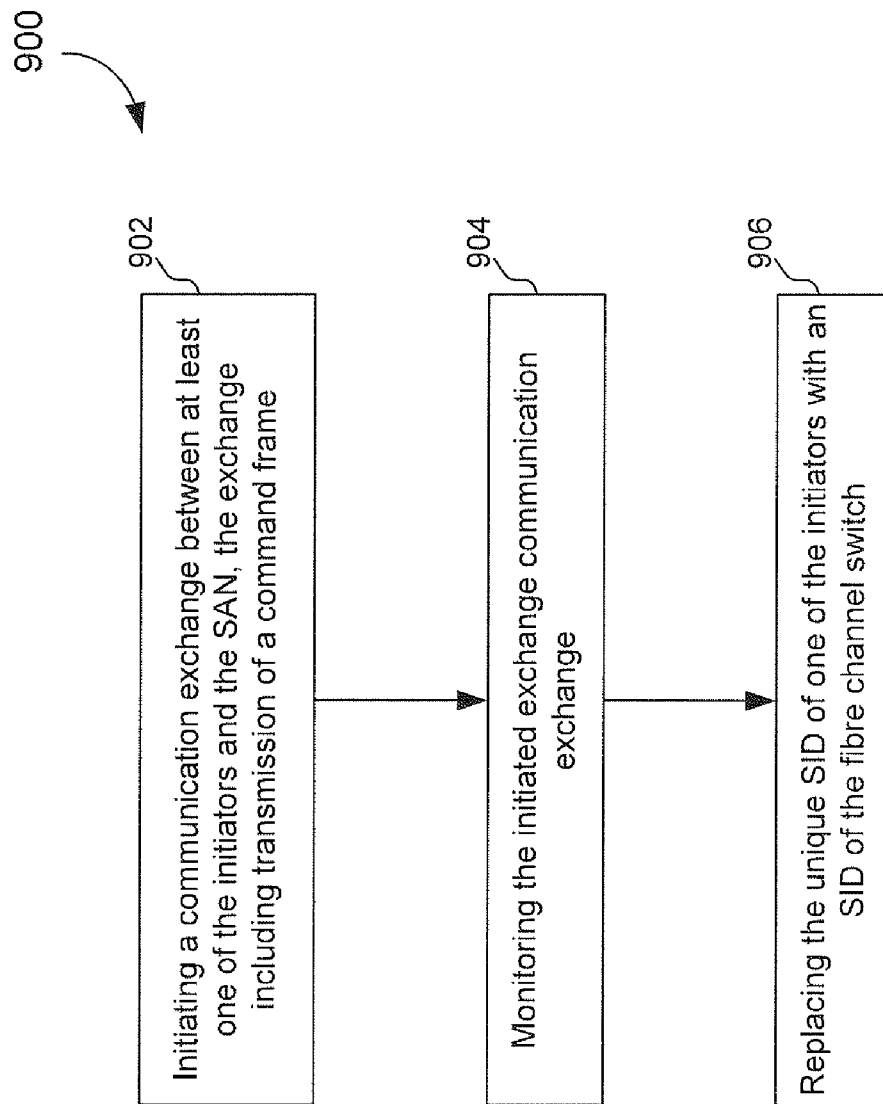 900
902
Initiating a communication exchange between at least
one of the initiators and the SAN, the exchange
including transmission of a command frame
904
Monitoring the initiated exchange communication
exchange
906
Replacing the unique SID of one of the initiators with an
SID of the fibre channel switch